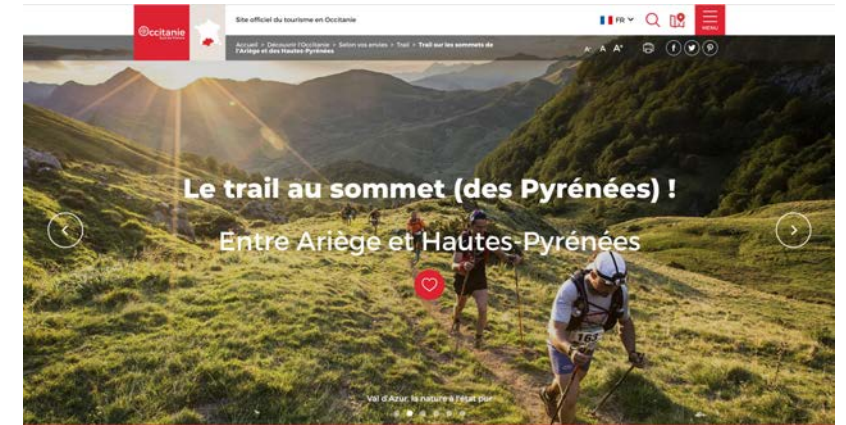 Occitanie
Site officiel du tourisme en Occitanie
FR
MENU
Accueil > Découvrir l'Occitanie > Selon vos envies > Trail > Trail sur les sommets de
l'Ariège et des Hautes-Pyrénées
A- A A+
Le trail au sommet (des Pyrénées) !
Entre Ariège et Hautes-Pyrénées
163
Val d'Azur, la nature à l'état pur